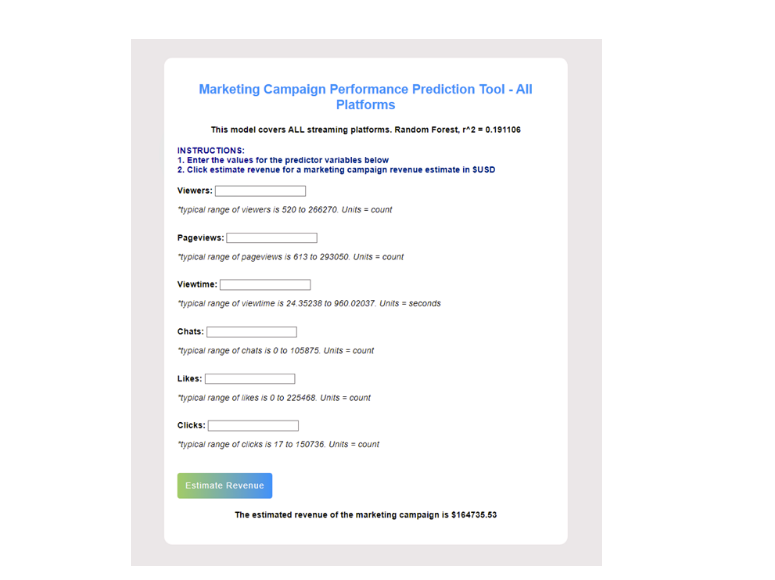 Marketing Campaign Performance Prediction Tool - All
Platforms
This model covers ALL streaming platforms. Random Forest, r^2 = 0.191106
INSTRUCTIONS:
1. Enter the values for the predictor variables below
2. Click estimate revenue for a marketing campaign revenue estimate in $USD
Viewers:
*typical range of viewers is 520 to 266270. Units = count
Pageviews:
*typical range of pageviews is 613 to 293050. Units = count
Viewtime:
*typical range of viewtime is 24.35238 to 960.02037. Units = seconds
Chats:
*typical range of chats is 0 to 105875. Units = count
Likes:
*typical range of likes is 0 to 225468. Units = count
Clicks:
*typical range of clicks is 17 to 150736. Units = count
Estimate Revenue
The estimated revenue of the marketing campaign is $164735.53